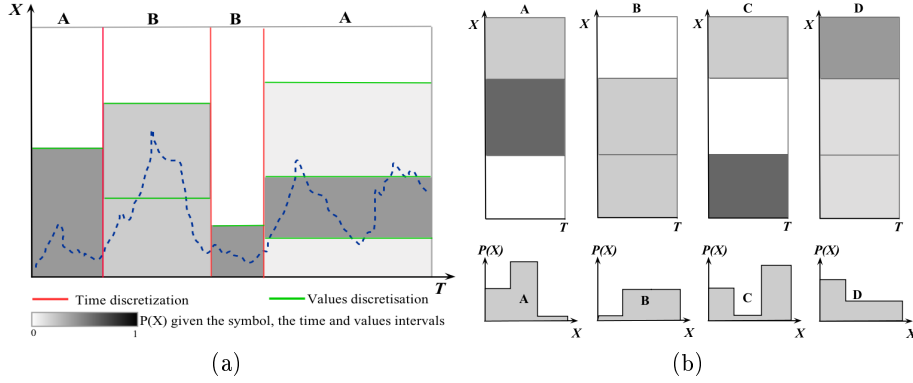 X
A B B A
T
Time discretization
Values discretisation
P(X) given the symbol, the time and values intervals
0 1
(a)
A B C D
X X X X
T T T T
P(X) P(X) P(X) P(X)
A B C D
X X X X
(b)